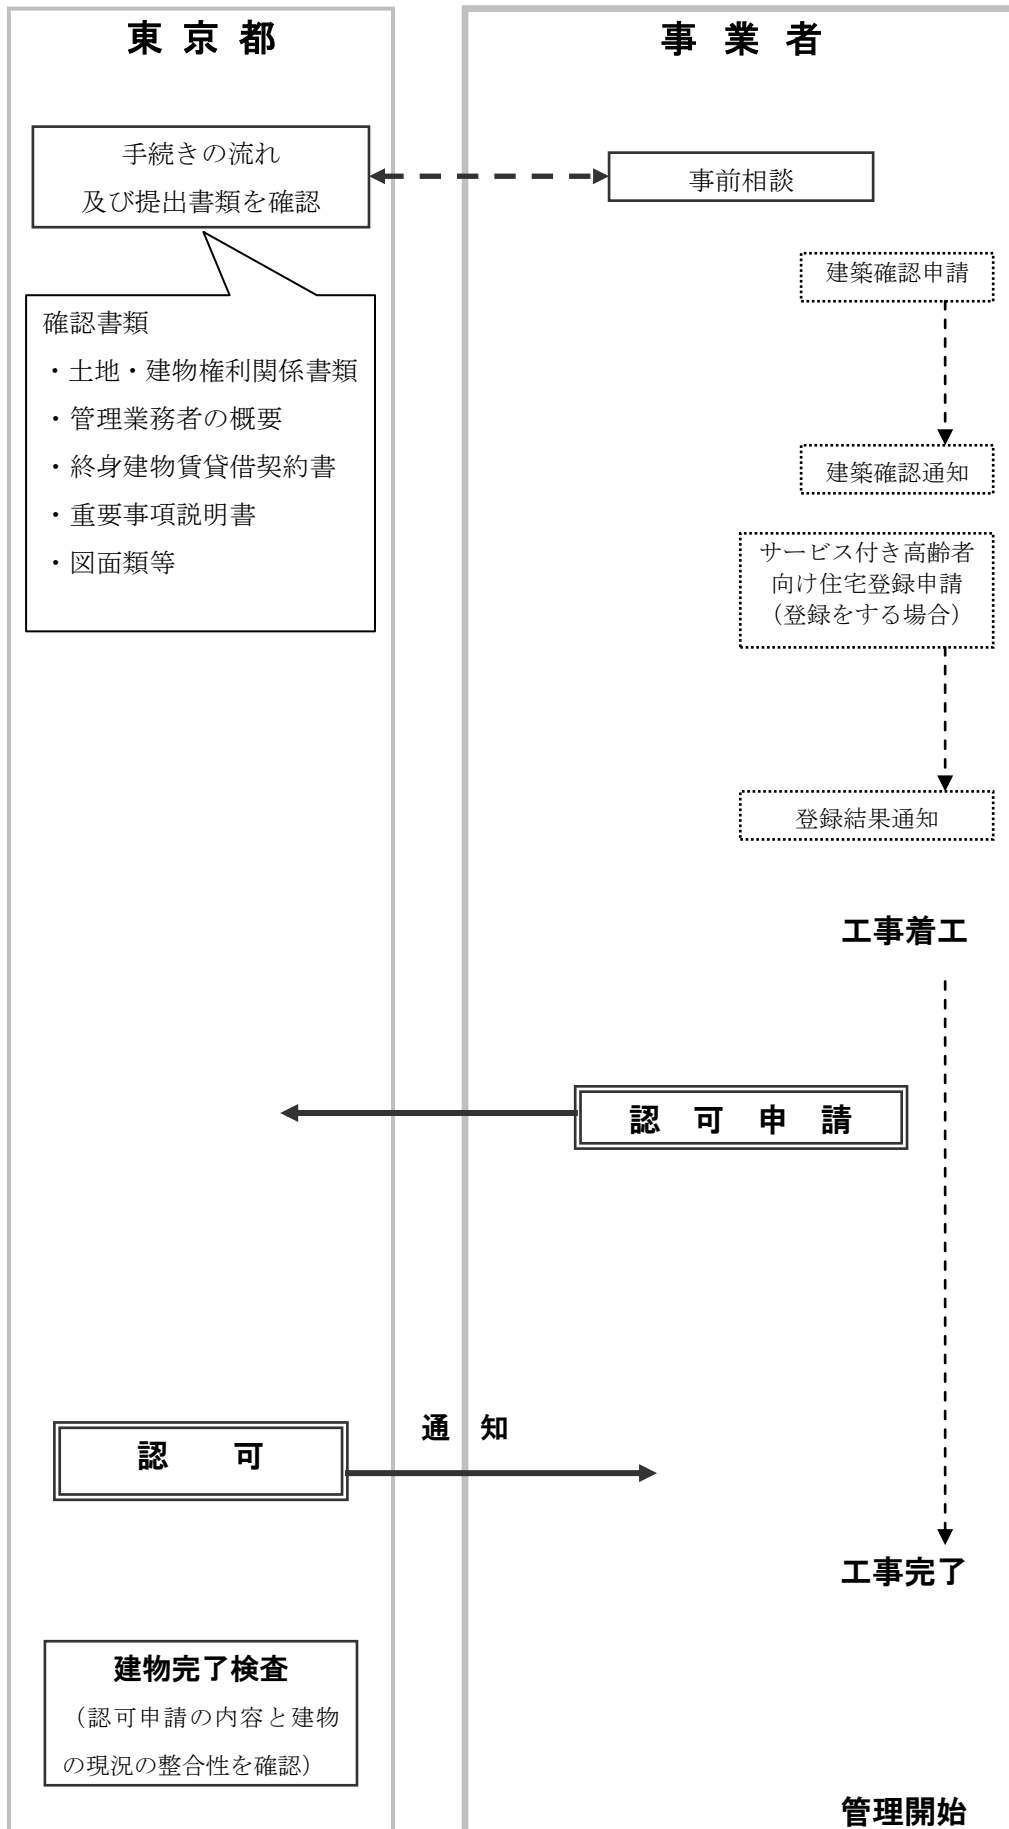 東京都
事業者
手続きの流れ
及び提出書類を確認
事前相談
確認書類
・土地・建物権利関係書類
・管理業務者の概要
・終身建物賃貸借契約書
・重要事項説明書
・図面類等
建築確認申請
建築確認通知
サービス付き高齢者
向け住宅登録申請
（登録をする場合）
登録結果通知
工事着工
認可申請
認可
通知
工事完了
建物完了検査
（認可申請の内容と建物
の現況の整合性を確認）
管理開始